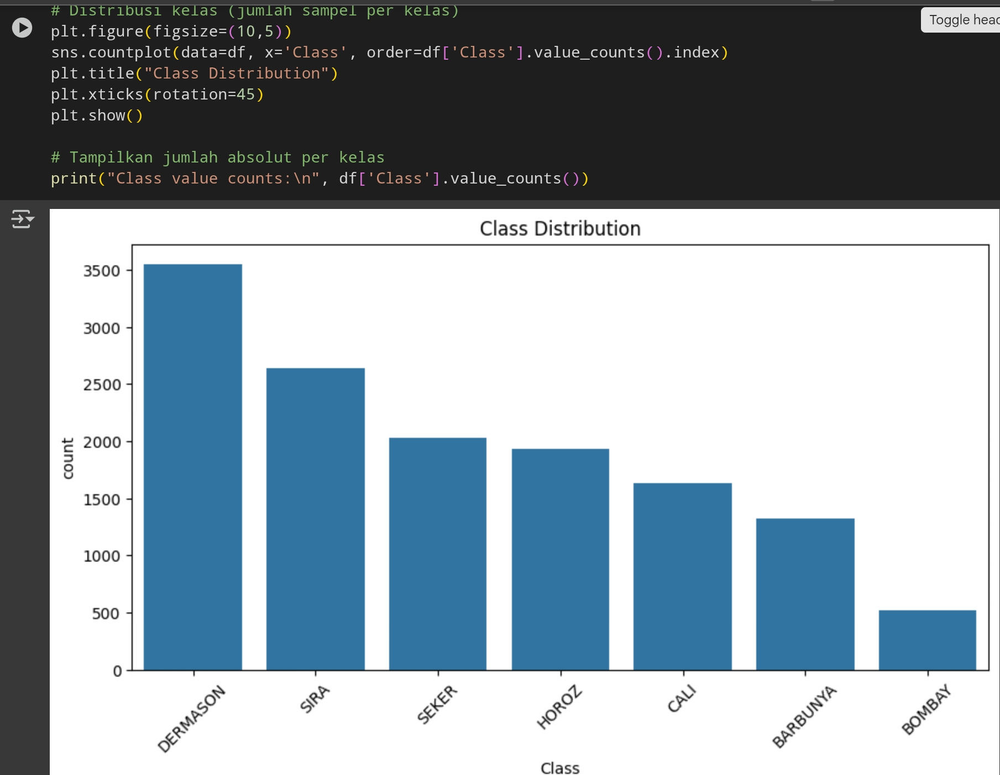 # Distribusi kelas (jumlah sampel per kelas)
plt.figure(figsize=(10,5))
sns.countplot(data=df, x='Class', order=df['Class'].value_counts().index)
plt.title("Class Distribution")
plt.xticks(rotation=45)
plt.show()
# Tampilkan jumlah absolut per kelas
print("Class value counts:\n", df['Class'].value_counts())
Toggle
Class Distribution
3500
3000
2500
2000
1500
1000
500
0
count
DERMASON
SIRA
SEKER
HOROZ
CALI
BARBUNYA
BOMBAY
Class